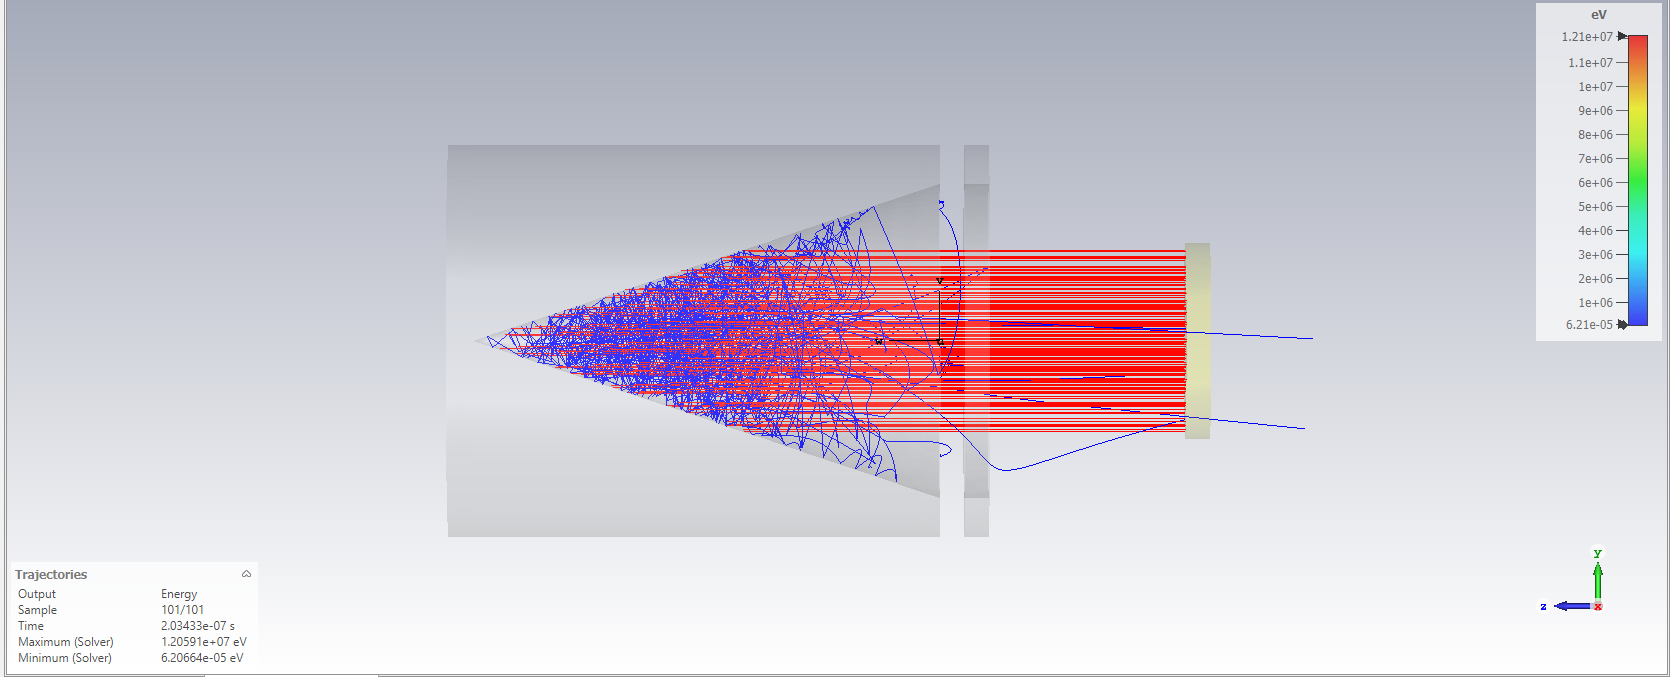 eV
1.21e+07
1.1e+07
1e+07
9e+06
8e+06
7e+06
6e+06
5e+06
4e+06
3e+06
2e+06
1e+06
6.21e-05
v
w
u
Trajectories
Output Energy
Sample 101/101
Time 2.03433e-07 s
Maximum (Solver) 1.20591e+07 eV
Minimum (Solver) 6.20664e-05 eV
y
z
x